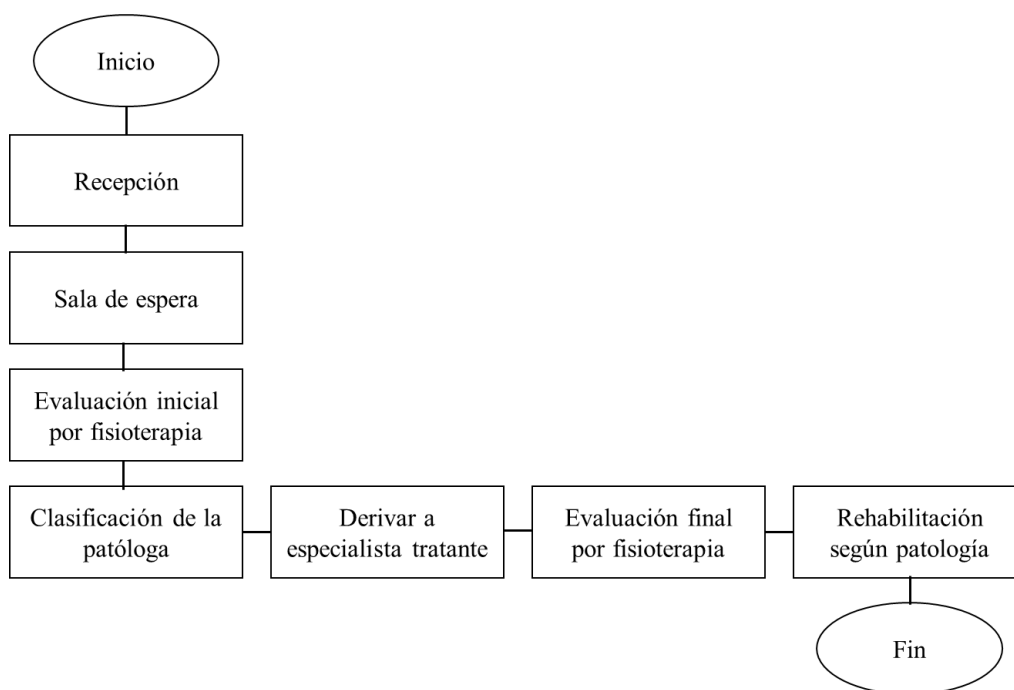 Inicio
Recepción
Sala de espera
Evaluación inicial
por fisioterapia
Clasificación de la
patóloga
Derivar a
especialista tratante
Evaluación final
por fisioterapia
Rehabilitación
según patología
Fin